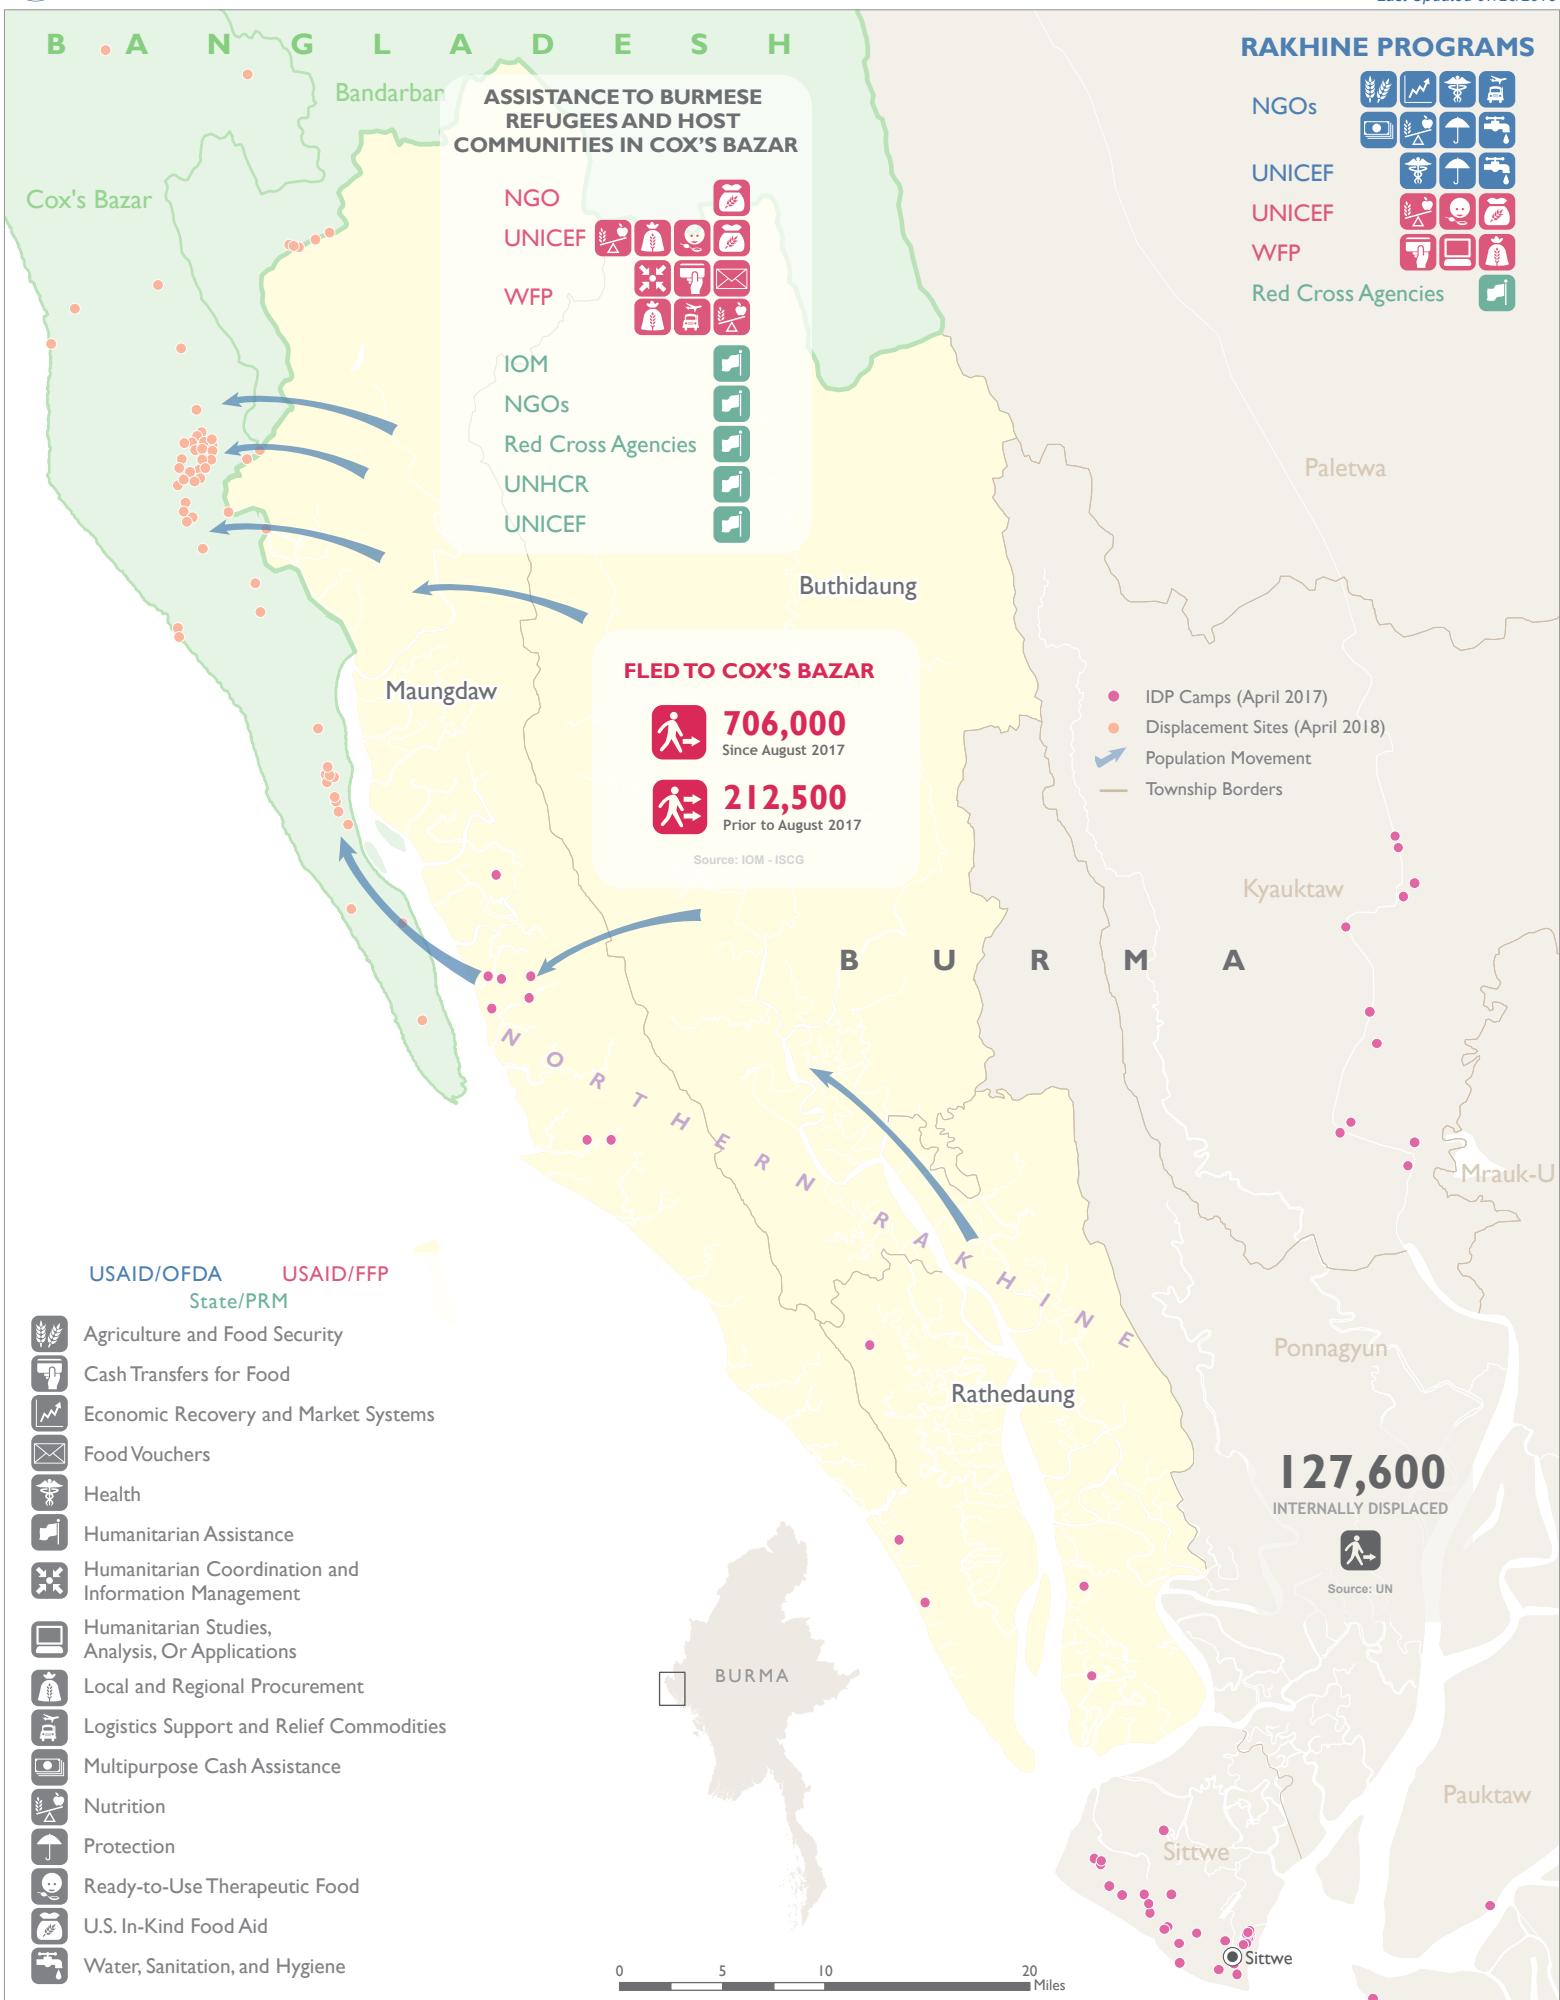 B A N G L A D E S H
Bandarban
Cox's Bazar
ASSISTANCE TO BURMESE
REFUGEES AND HOST
COMMUNITIES IN COX'S BAZAR
NGO
UNICEF
WFP
IOM
NGOs
Red Cross Agencies
UNHCR
UNICEF
RAKHINE PROGRAMS
NGOs
UNICEF
UNICEF
WFP
Red Cross Agencies
Paletwa
Buthidaung
Maungdaw
FLED TO COX'S BAZAR
706,000
Since August 2017
212,500
Prior to August 2017
Source: IOM - ISCG
IDP Camps (April 2017)
Displacement Sites (April 2018)
Population Movement
Township Borders
Kyauktaw
B U R M A
Mrauk-U
N O R T H E R N R A K H I N E
Ponnagyun
Rathedaung
127,600
INTERNALLY DISPLACED
Source: UN
USAID/OFDA USAID/FFP
State/PRM
Agriculture and Food Security
Cash Transfers for Food
Economic Recovery and Market Systems
Food Vouchers
Health
Humanitarian Assistance
Humanitarian Coordination and
Information Management
Humanitarian Studies,
Analysis, Or Applications
Local and Regional Procurement
Logistics Support and Relief Commodities
Multipurpose Cash Assistance
Nutrition
Protection
Ready-to-Use Therapeutic Food
U.S. In-Kind Food Aid
Water, Sanitation, and Hygiene
BURMA
Pauktaw
Sittwe
Sittwe
0 5 10 20
Miles